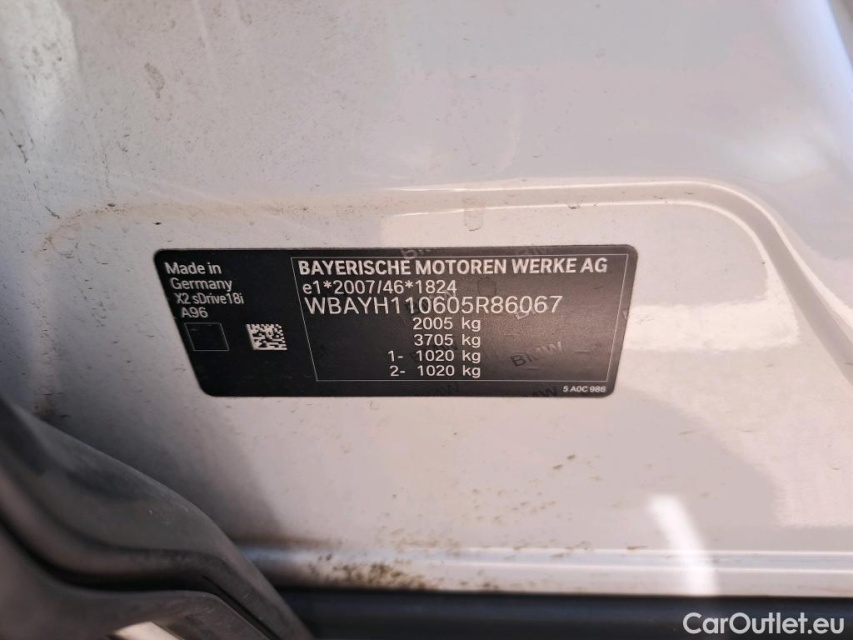 Made in
Germany
X2 sDrive18i
A96
BAYERISCHE MOTOREN WERKE AG
e1*2007/46*1824
WBAYH110605R86067
2005 kg
3705 kg
1- 1020 kg
2- 1020 kg
BMW
5 A0C 986
CarOutlet.eu